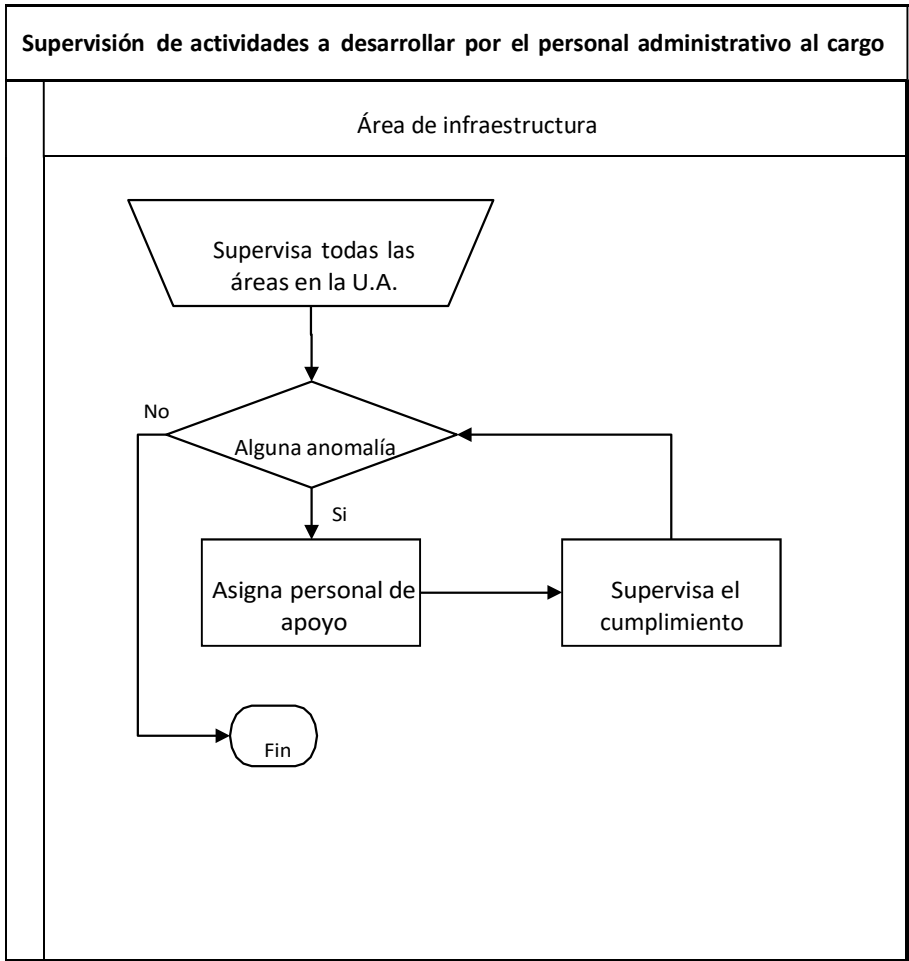 Supervisión de actividades a desarrollar por el personal administrativo al cargo
Área de infraestructura
Supervisa todas las
áreas en la U.A.
No
Alguna anomalía
Si
Asigna personal de
apoyo
Supervisa el
cumplimiento
Fin